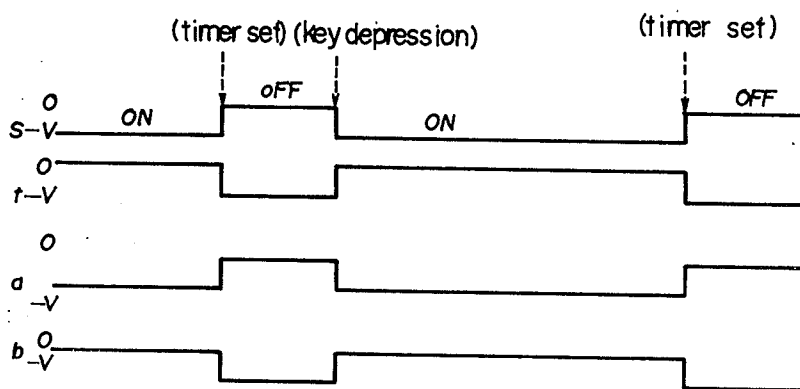 (timer set) (key depression) (timer set)
O ON oFF ON OFF
s-V
O
t-V
O
a
-V
O
b -V